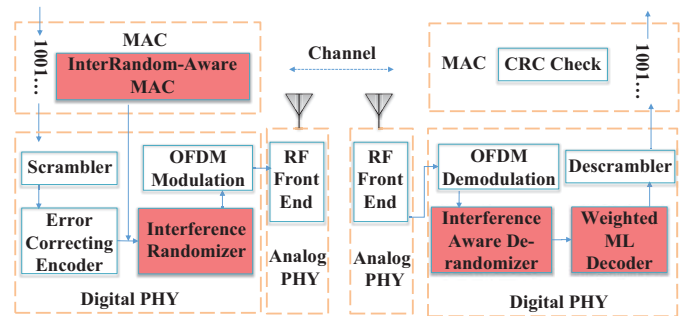 1001...
MAC
InterRandom-Aware
MAC
Scrambler
Error
Correcting
Encoder
OFDM
Modulation
Interference
Randomizer
Digital PHY
RF
Front
End
Analog
PHY
Channel
RF
Front
End
Analog
PHY
MAC
CRC Check
1001...
OFDM
Demodulation
Descrambler
Interference
Aware De-
randomizer
Weighted
ML
Decoder
Digital PHY